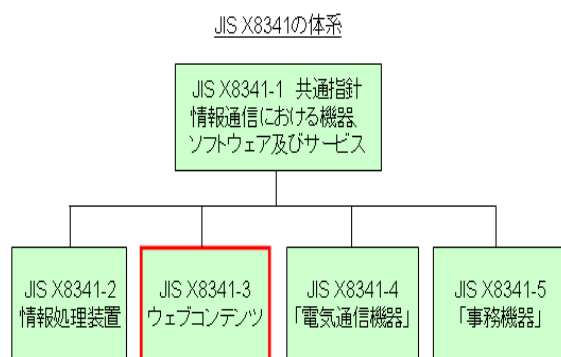 JIS X8341の体系
JIS X8341-1 共通指針
情報通信における機器、
ソフトウェア及びサービス
JIS X8341-2
情報処理装置
JIS X8341-3
ウェブコンテンツ
JIS X8341-4
「電気通信機器」
JIS X8341-5
「事務機器」